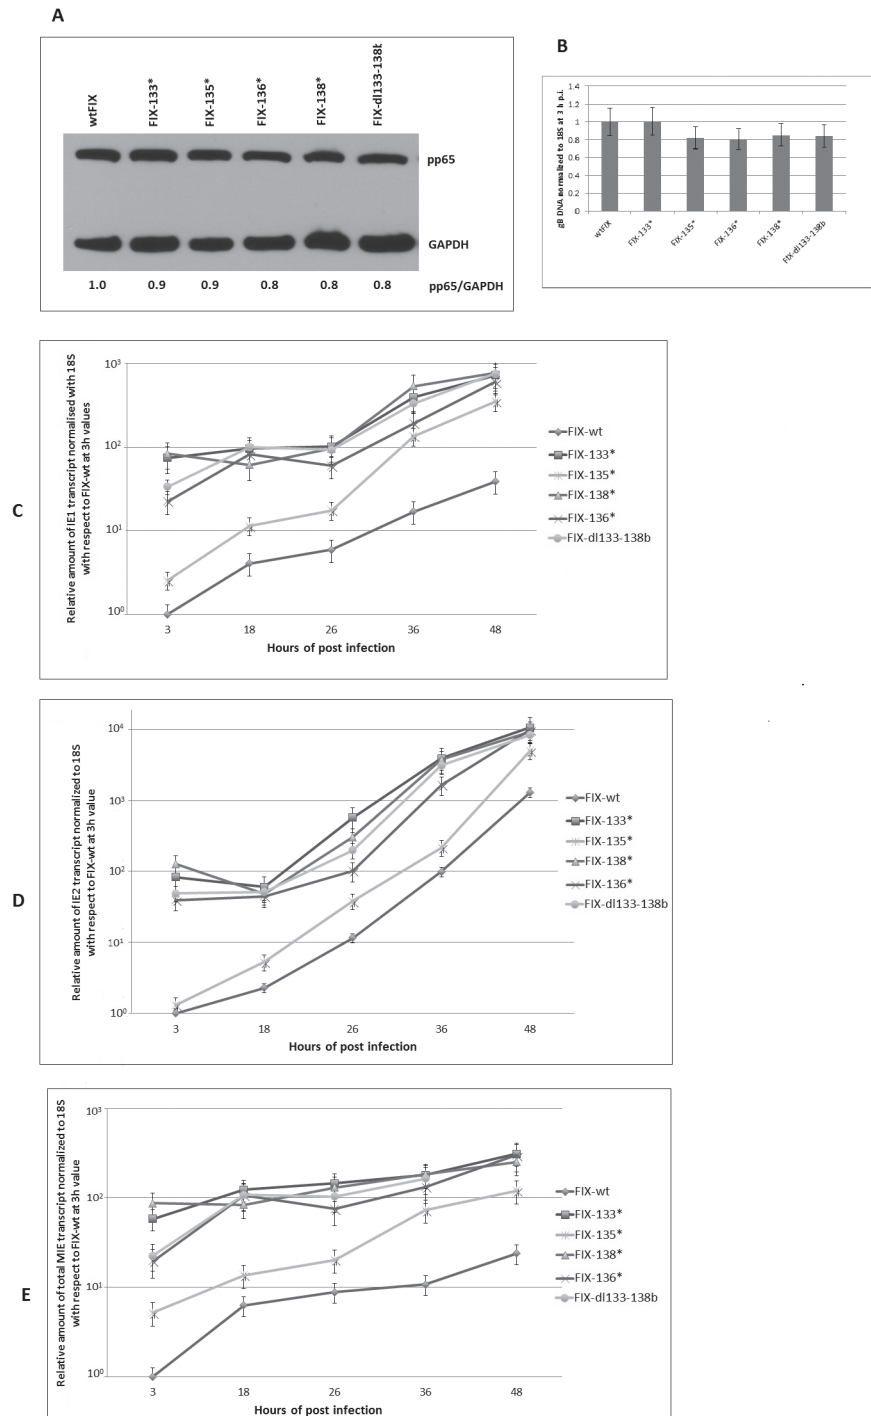 A
wtFIX
FIX-133*
FIX-135*
FIX-136*
FIX-138*
FIX-dl133-138b
pp65
GAPDH
1.0 0.9 0.9 0.8 0.8 0.8 pp65/GAPDH
B
gB DNA normalized to 18S at 3 h p.i.
1.4
1.2
1
0.8
0.6
0.4
0.2
0
wtFIX
FIX-133*
FIX-135*
FIX-136*
FIX-138*
FIX-dl133-138b
C
Relative amount of IE1 transcript normalised with 18S
with respect to FIX-wt at 3h values
10³
10²
10¹
10⁰
3 18 26 36 48
Hours of post infection
FIX-wt
FIX-133*
FIX-135*
FIX-138*
FIX-136*
FIX-dl133-138b
D
Relative amount of IE2 transcript normalized to 18S
with respect to FIX-wt at 3h value
10⁴
10³
10²
10¹
10⁰
3 18 26 36 48
Hours of post infection
FIX-wt
FIX-133*
FIX-135*
FIX-138*
FIX-136*
FIX-dl133-138b
E
Relative amount of total MIE transcript normalized to 18S
with respect to FIX-wt at 3h value
10³
10²
10¹
10⁰
3 18 26 36 48
Hours of post infection
FIX-wt
FIX-133*
FIX-135*
FIX-138*
FIX-136*
FIX-dl133-138b